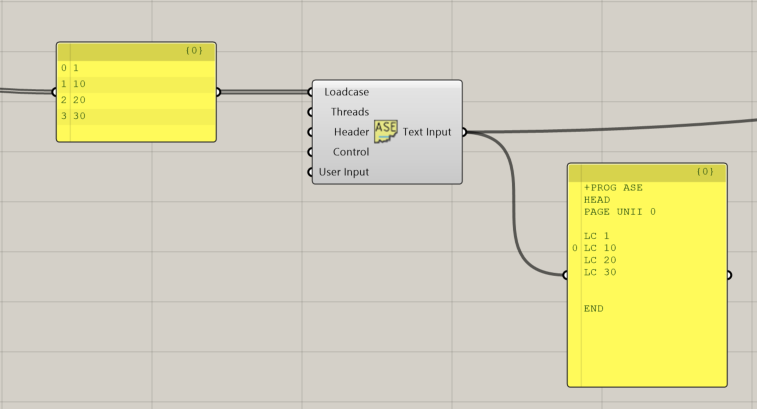 {0}
0 1
1 10
2 20
3 30
Loadcase
Threads
Header
Control
User Input
ASE
Text Input
{0}
+PROG ASE
HEAD
PAGE UNII 0
LC 1
0 LC 10
LC 20
LC 30
END